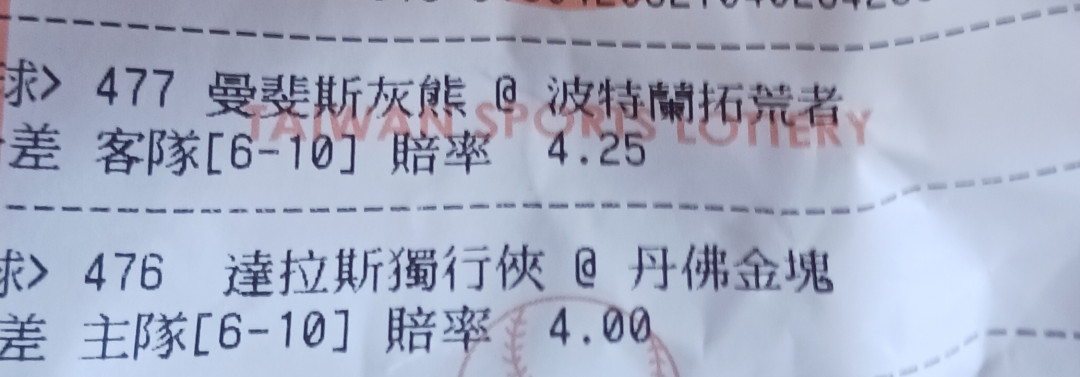 球> 477 曼斐斯灰熊 @ 波特蘭拓荒者
TAIWAN SPORTS LOTTERY
差 客隊[6-10] 賠率 4.25
球> 476 達拉斯獨行俠 @ 丹佛金塊
差 主隊[6-10] 賠率 4.00